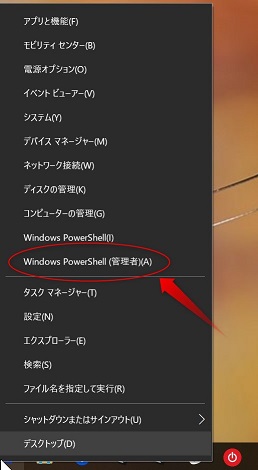 アプリと機能(F)
モビリティ センター(B)
電源オプション(O)
イベント ビューアー(V)
システム(Y)
デバイス マネージャー(M)
ネットワーク接続(W)
ディスクの管理(K)
コンピューターの管理(G)
Windows PowerShell(I)
Windows PowerShell (管理者)(A)
タスク マネージャー(T)
設定(N)
エクスプローラー(E)
検索(S)
ファイル名を指定して実行(R)
シャットダウンまたはサインアウト(U)
デスクトップ(D)